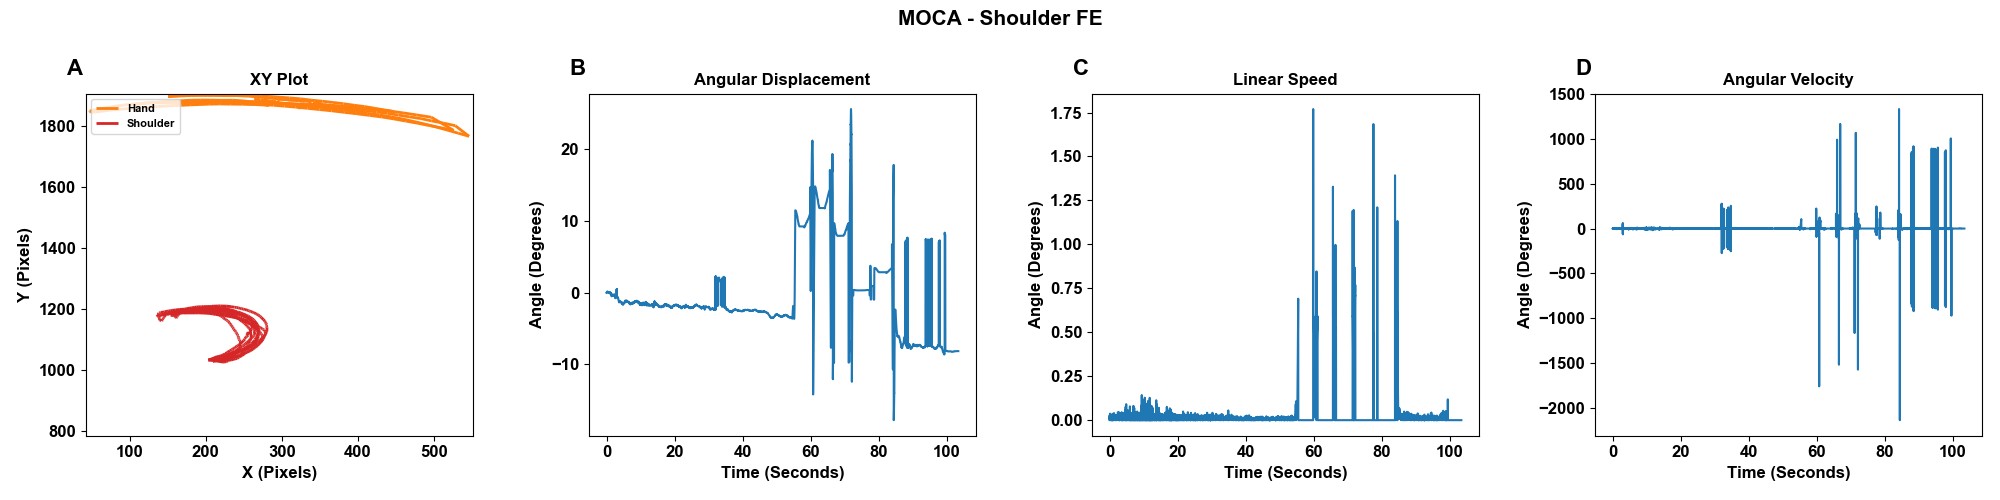 MOCA - Shoulder FE
A
XY Plot
Hand
Shoulder
1800
1600
1400
1200
1000
800
Y (Pixels)
100
200
300
400
500
X (Pixels)
B
Angular Displacement
20
10
0
−10
Angle (Degrees)
0
20
40
60
80
100
Time (Seconds)
C
Linear Speed
1.75
1.50
1.25
1.00
0.75
0.50
0.25
0.00
Angle (Degrees)
0
20
40
60
80
100
Time (Seconds)
D
Angular Velocity
1500
1000
500
0
−500
−1000
−1500
−2000
Angle (Degrees)
0
20
40
60
80
100
Time (Seconds)